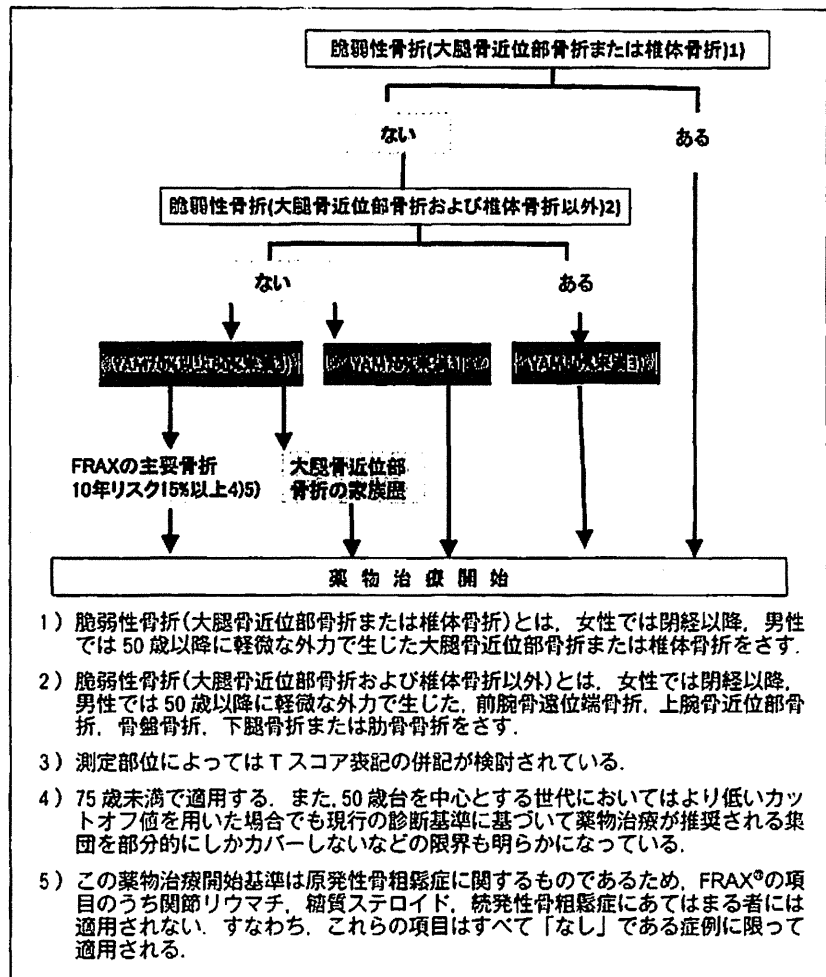 脆弱性骨折(大腿骨近位部骨折または椎体骨折)1)
ない
ある
脆弱性骨折(大腿骨近位部骨折および椎体骨折以外)2)
ない
ある
FRAXの主要骨折
10年リスク15%以上4)5)
大腿骨近位部
骨折の家族歴
薬物治療開始
1）脆弱性骨折(大腿骨近位部骨折または椎体骨折)とは，女性では閉経以降，男性
では50歳以降に軽微な外力で生じた大腿骨近位部骨折または椎体骨折をさす．
2）脆弱性骨折(大腿骨近位部骨折および椎体骨折以外)とは，女性では閉経以降，
男性では50歳以降に軽微な外力で生じた，前腕骨遠位端骨折，上腕骨近位部骨
折，骨盤骨折，下腿骨折または肋骨骨折をさす．
3）測定部位によってはTスコア表記の併記が検討されている．
4）75歳未満で適用する．また，50歳台を中心とする世代においてはより低いカッ
トオフ値を用いた場合でも現行の診断基準に基づいて薬物治療が推奨される集
団を部分的にしかカバーしないなどの限界も明らかになっている．
5）この薬物治療開始基準は原発性骨粗鬆症に関するものであるため，FRAX®の項
目のうち関節リウマチ，糖質ステロイド，続発性骨粗鬆症にあてはまる者には
適用されない．すなわち，これらの項目はすべて「なし」である症例に限って
適用される．